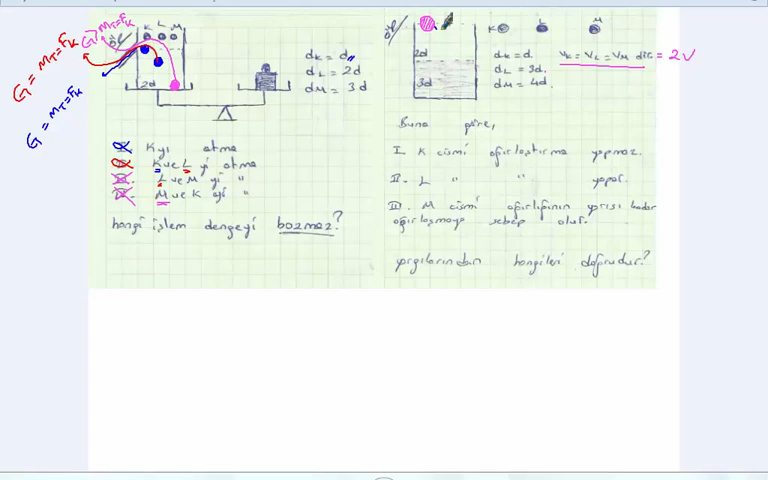 K L M
G > mT = FK
G = mT = FK
G = mT = FK
2d
dK = d
dL = 2d
dM = 3d
K yı atma
K ve L yi atma
L ve M yi "
M ve K yi "
hangi işlem dengeyi bozmaz?
2d
3d
K L M
dK = d.
dL = 3d.
dM = 4d.
VK = VL = VM dir = 2V
Buna göre,
I. K cismi ağırlaştırma yapmaz.
II. L " " yapar.
III. M cismi ağırlığının yarısı kadar
ağırlaşmaya sebep olur.
yargılarından hangileri doğrudur?